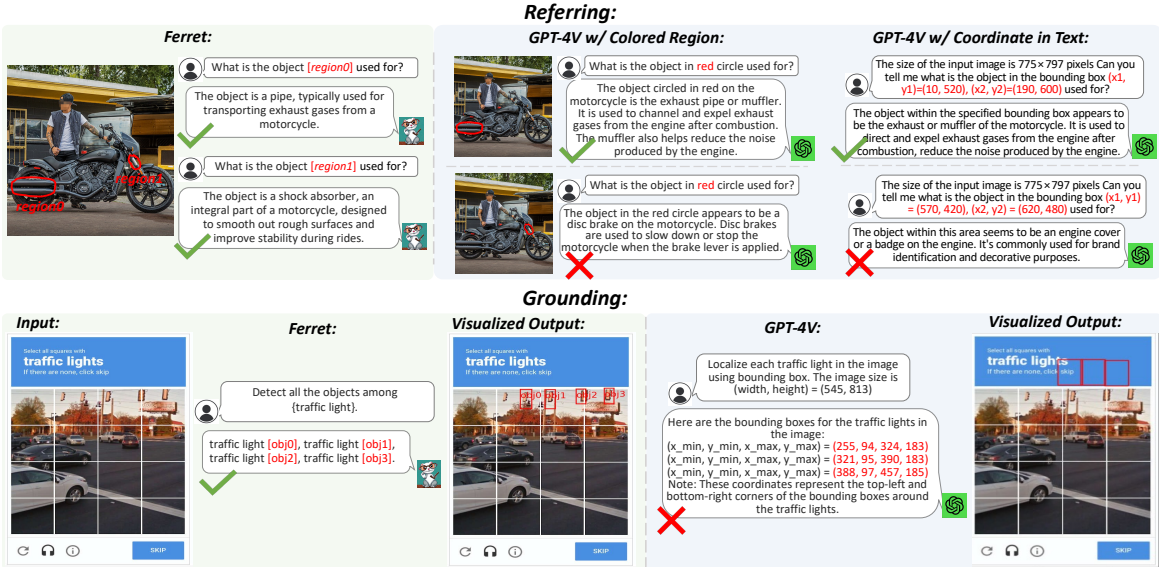 Referring:
Ferret:
What is the object [region0] used for?
The object is a pipe, typically used for
transporting exhaust gases from a
motorcycle.
What is the object [region1] used for?
The object is a shock absorber, an
integral part of a motorcycle, designed
to smooth out rough surfaces and
improve stability during rides.
region1
region0
GPT-4V w/ Colored Region:
What is the object in red circle used for?
The object circled in red on the
motorcycle is the exhaust pipe or muffler.
It is used to channel and expel exhaust
gases from the engine after combustion.
The muffler also helps reduce the noise
produced by the engine.
What is the object in red circle used for?
The object in the red circle appears to be a
disc brake on the motorcycle. Disc brakes
are used to slow down or stop the
motorcycle when the brake lever is applied.
GPT-4V w/ Coordinate in Text:
The size of the input image is 775×797 pixels Can you
tell me what is the object in the bounding box (x1,
y1)=(10, 520), (x2, y2)=(190, 600) used for?
The object within the specified bounding box appears to
be the exhaust or muffler of the motorcycle. It is used to
direct and expel exhaust gases from the engine after
combustion, reduce the noise produced by the engine.
The size of the input image is 775×797 pixels Can you
tell me what is the object in the bounding box (x1, y1)
= (570, 420), (x2, y2) = (620, 480) used for?
The object within this area seems to be an engine cover
or a badge on the engine. It's commonly used for brand
identification and decorative purposes.
Grounding:
Input:
Select all squares with
traffic lights
If there are none, click skip
SKIP
Ferret:
Detect all the objects among
{traffic light}.
traffic light [obj0], traffic light [obj1],
traffic light [obj2], traffic light [obj3].
Visualized Output:
Select all squares with
traffic lights
If there are none, click skip
obj0 obj1 obj2 obj3
SKIP
GPT-4V:
Localize each traffic light in the image
using bounding box. The image size is
(width, height) = (545, 813)
Here are the bounding boxes for the traffic lights in
the image:
(x_min, y_min, x_max, y_max) = (255, 94, 324, 183)
(x_min, y_min, x_max, y_max) = (321, 95, 390, 183)
(x_min, y_min, x_max, y_max) = (388, 97, 457, 185)
Note: These coordinates represent the top-left and
bottom-right corners of the bounding boxes around
the traffic lights.
Visualized Output:
Select all squares with
traffic lights
If there are none, click skip
SKIP